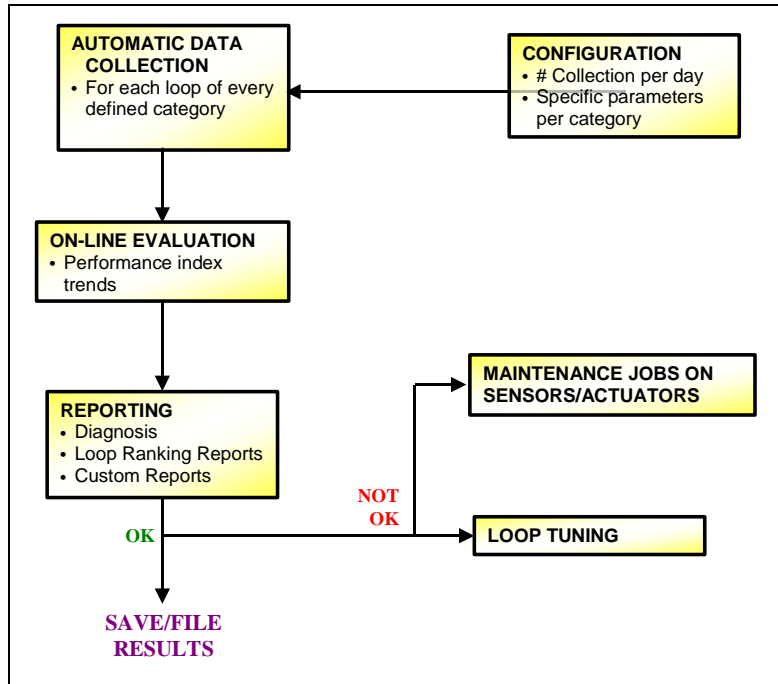 AUTOMATIC DATA
COLLECTION
• For each loop of every
defined category
CONFIGURATION
• # Collection per day
• Specific parameters
per category
ON-LINE EVALUATION
• Performance index
trends
REPORTING
• Diagnosis
• Loop Ranking Reports
• Custom Reports
MAINTENANCE JOBS ON
SENSORS/ACTUATORS
NOT
OK
OK
LOOP TUNING
SAVE/FILE
RESULTS